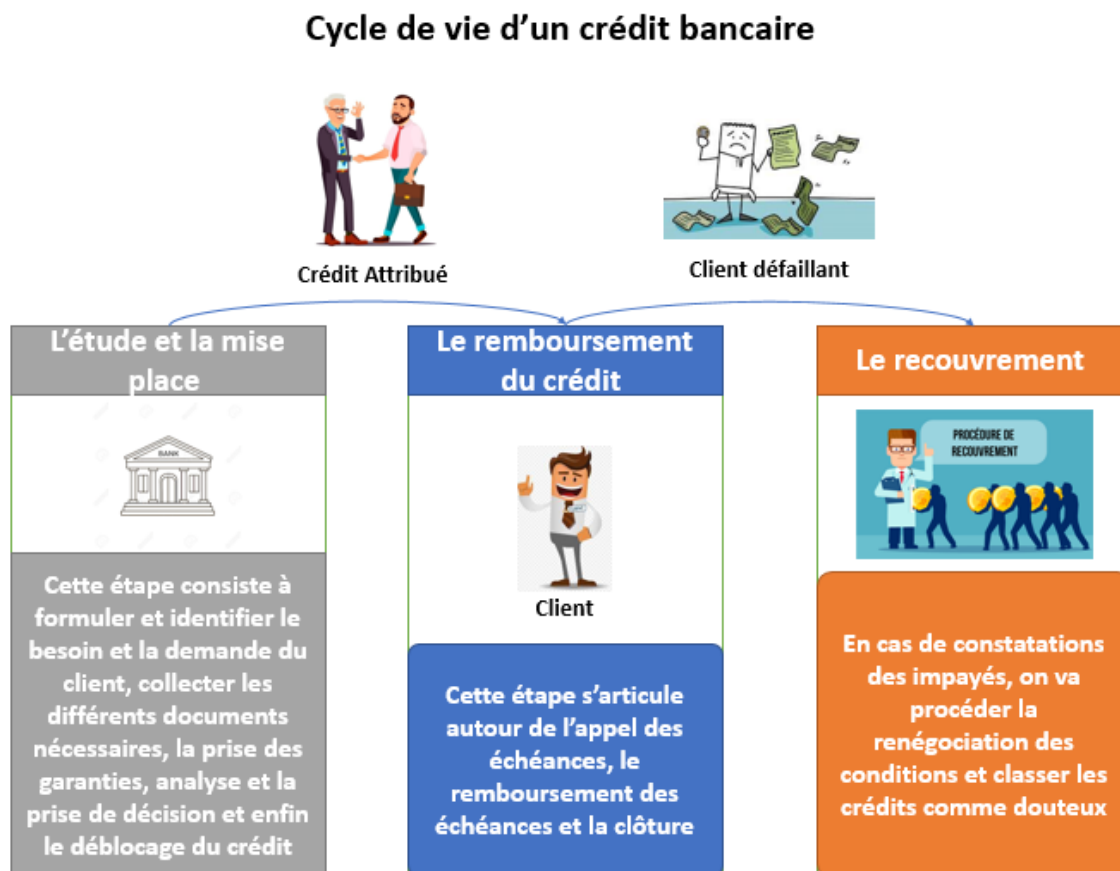 Cycle de vie d'un crédit bancaire
Crédit Attribué
Client défaillant
L'étude et la mise
place
BANK
Cette étape consiste à
formuler et identifier le
besoin et la demande du
client, collecter les
différents documents
nécessaires, la prise des
garanties, analyse et la
prise de décision et enfin
le déblocage du crédit
Le remboursement
du crédit
Client
Cette étape s'articule
autour de l'appel des
échéances, le
remboursement des
échéances et la clôture
Le recouvrement
PROCÉDURE DE
RECOUVREMENT
En cas de constatations
des impayés, on va
procéder la
renégociation des
conditions et classer les
crédits comme douteux